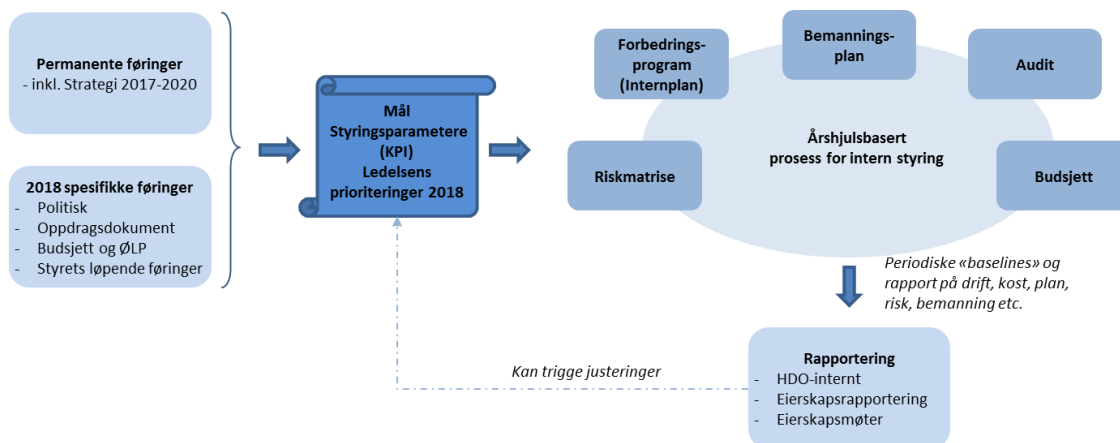 Permanente føringer
- inkl. Strategi 2017-2020
2018 spesifikke føringer
- Politisk
- Oppdragsdokument
- Budsjett og ØLP
- Styrets løpende føringer
Mål
Styringsparametere
(KPI)
Ledelsens
prioriteringer 2018
Forbedrings-
program
(Internplan)
Bemannings-
plan
Audit
Riskmatrise
Årshjulsbasert
prosess for intern styring
Budsjett
Periodiske «baselines» og
rapport på drift, kost, plan,
risk, bemanning etc.
Rapportering
- HDO-internt
- Eierskapsrapportering
- Eierskapsmøter
Kan trigge justeringer